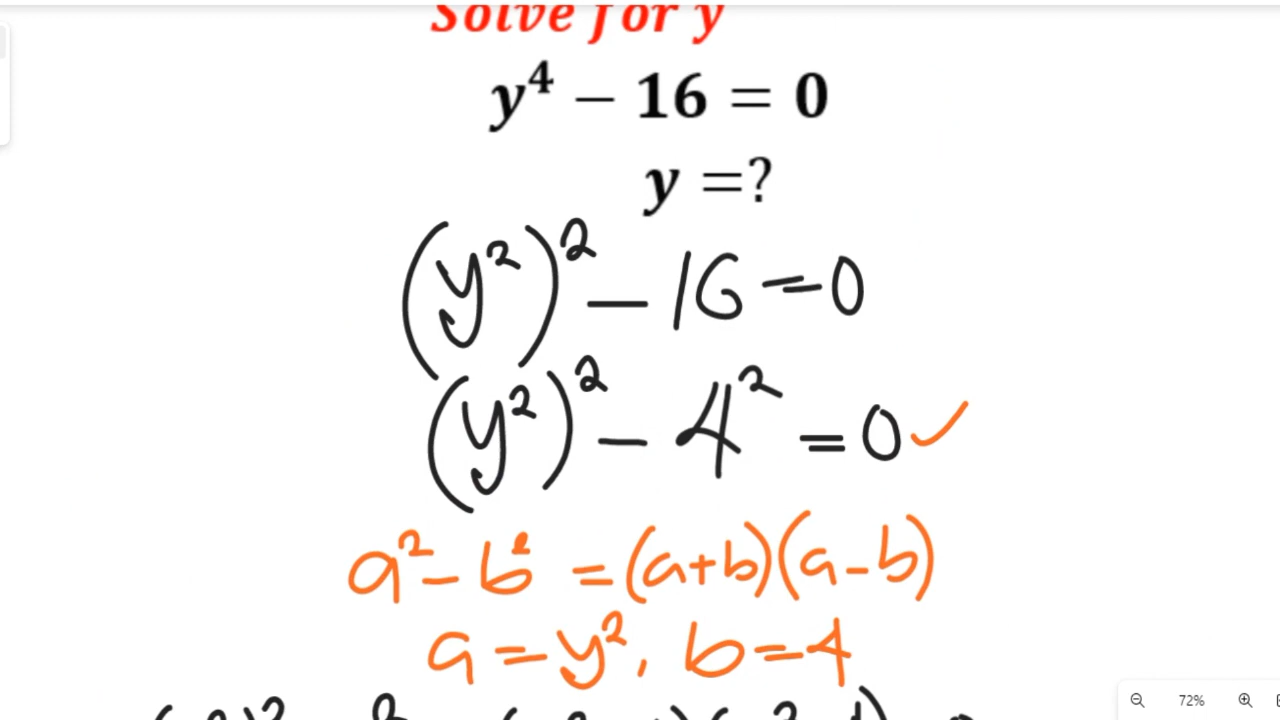 Solve for y
y⁴ − 16 = 0
y =?
(y²)² − 16 = 0
(y²)² − 4² = 0 ✓
a² − b² = (a+b)(a−b)
a = y², b = 4
72%